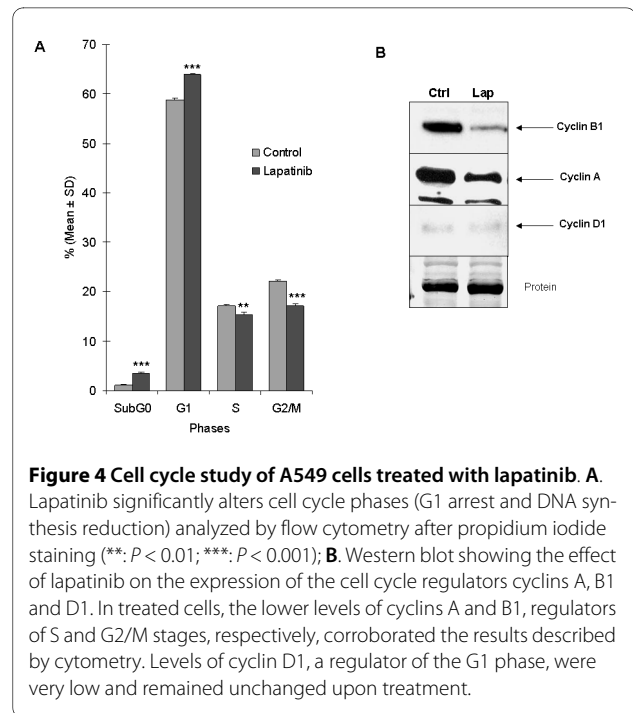 A
70
60
50
40
30
20
10
0
% (Mean ± SD)
***
***
**
***
Control
Lapatinib
SubG0 G1 S G2/M
Phases
B
Ctrl Lap
Cyclin B1
Cyclin A
Cyclin D1
Protein
Figure 4 Cell cycle study of A549 cells treated with lapatinib. A.
Lapatinib significantly alters cell cycle phases (G1 arrest and DNA syn-
thesis reduction) analyzed by flow cytometry after propidium iodide
staining (**: P < 0.01; ***: P < 0.001); B. Western blot showing the effect
of lapatinib on the expression of the cell cycle regulators cyclins A, B1
and D1. In treated cells, the lower levels of cyclins A and B1, regulators
of S and G2/M stages, respectively, corroborated the results described
by cytometry. Levels of cyclin D1, a regulator of the G1 phase, were
very low and remained unchanged upon treatment.